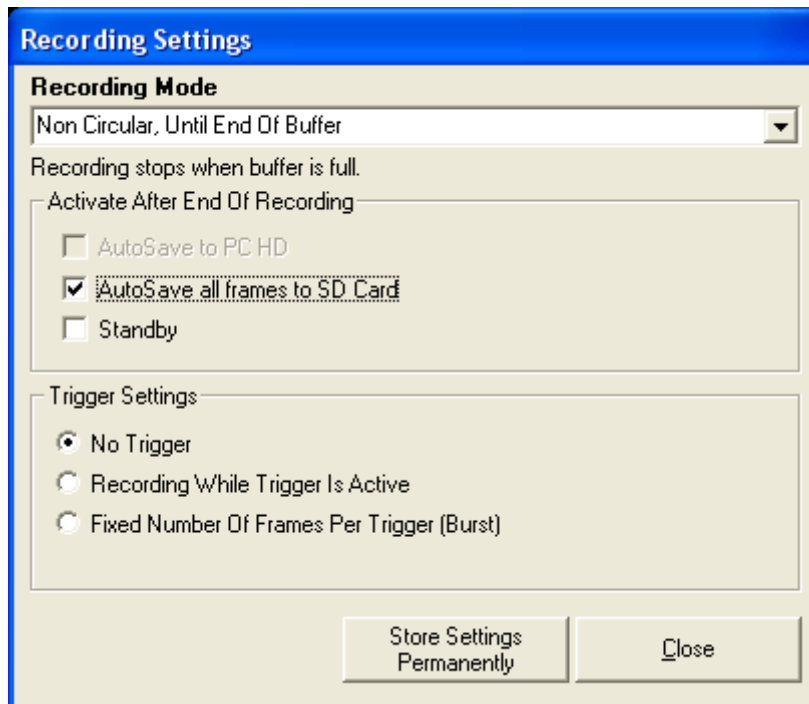 Recording Settings
Recording Mode
Non Circular, Until End Of Buffer
Recording stops when buffer is full.
Activate After End Of Recording
AutoSave to PC HD
AutoSave all frames to SD Card
Standby
Trigger Settings
No Trigger
Recording While Trigger Is Active
Fixed Number Of Frames Per Trigger (Burst)
Store Settings
Permanently
Close